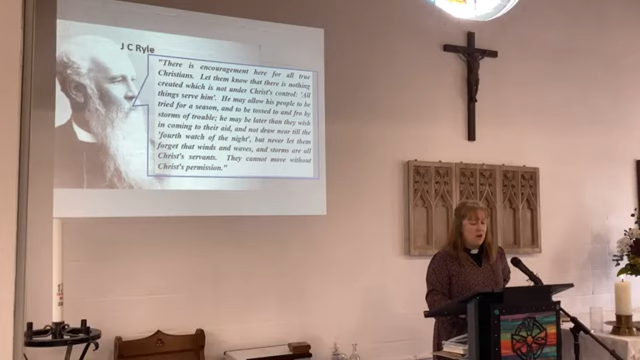 J C Ryle
"There is encouragement here for all true
Christians. Let them know that there is nothing
created which is not under Christ's control; 'All
things serve him'. He may allow his people to be
tried for a season, and to be tossed to and fro by
storms of trouble; he may be later than they wish
in coming to their aid, and not draw near till the
'fourth watch of the night', but never let them
forget that winds and waves, and storms are all
Christ's servants. They cannot move without
Christ's permission."